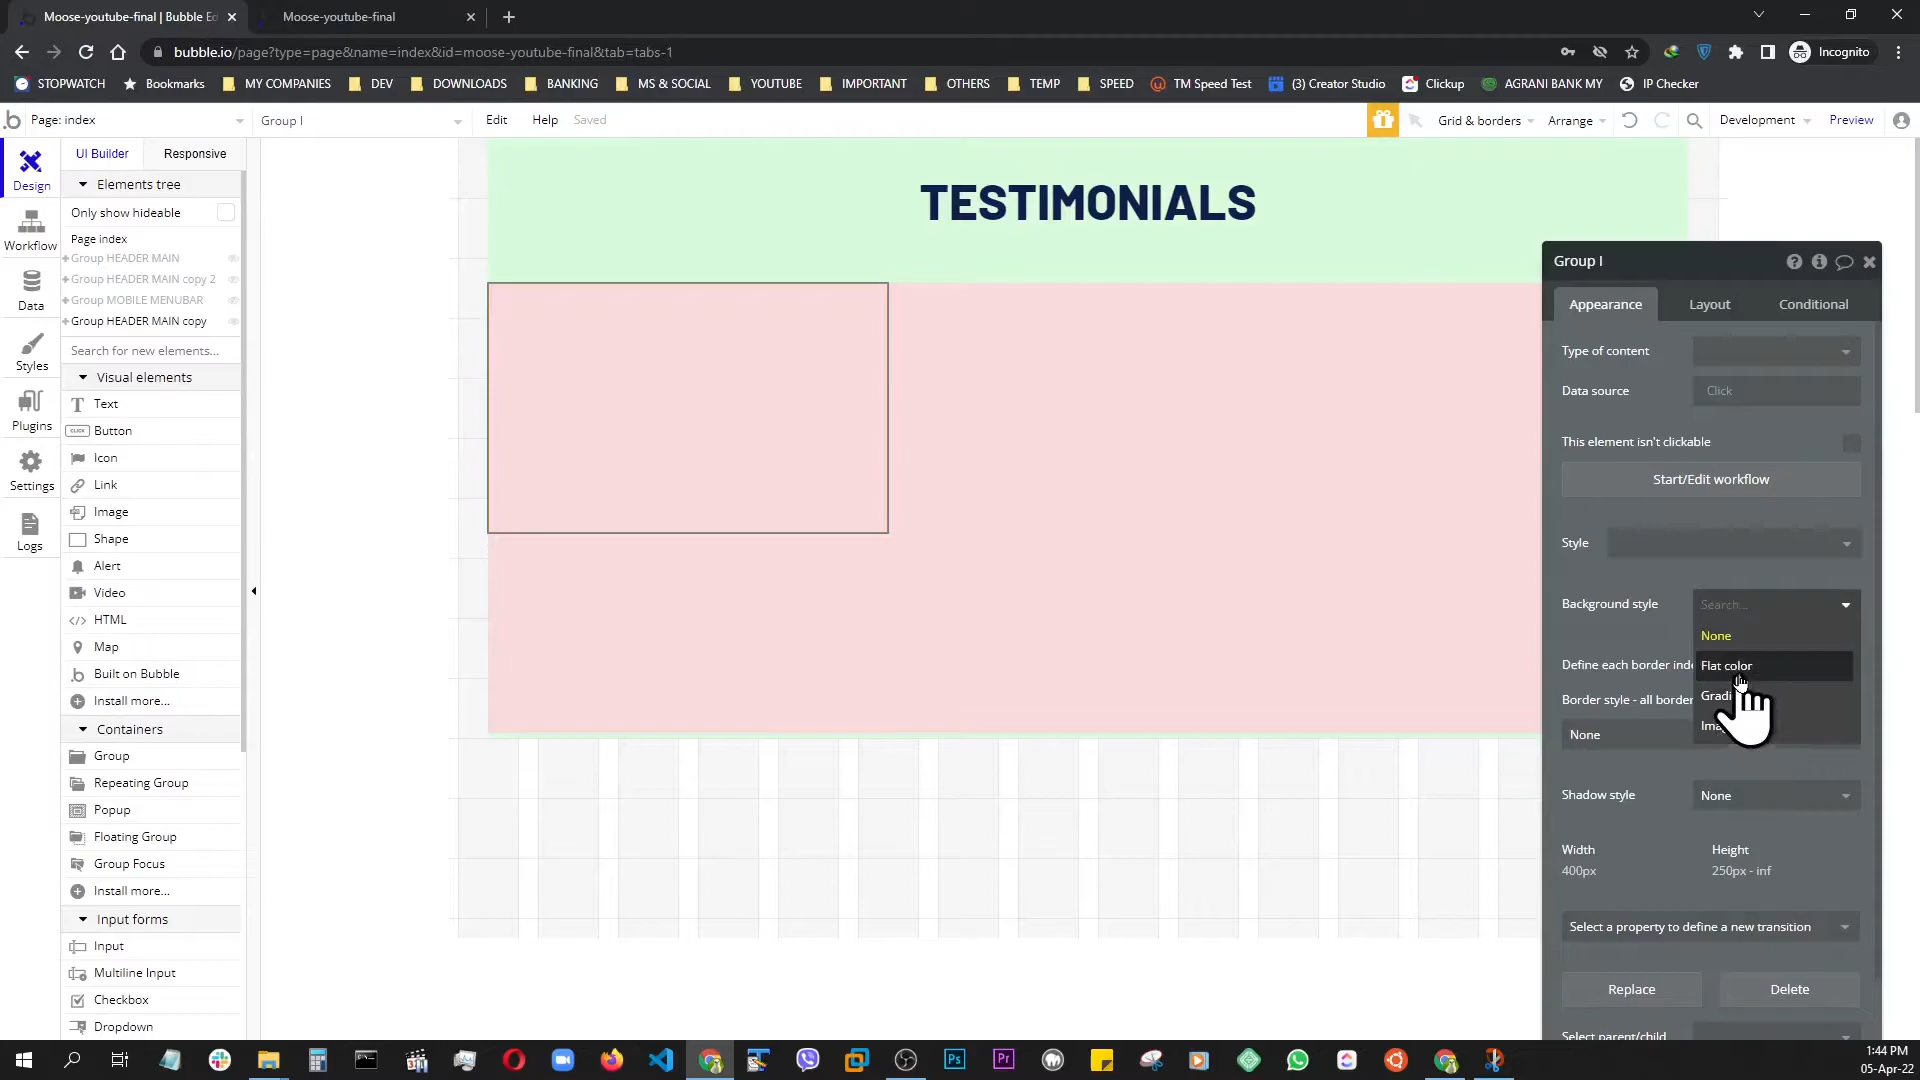 Moose-youtube-final | Bubble Ed
Moose-youtube-final
bubble.io/page?type=page&name=index&id=moose-youtube-final&tab=tabs-1
Incognito
STOPWATCH
Bookmarks
MY COMPANIES
DEV
DOWNLOADS
BANKING
MS & SOCIAL
YOUTUBE
IMPORTANT
OTHERS
TEMP
SPEED
TM Speed Test
(3) Creator Studio
Clickup
AGRANI BANK MY
IP Checker
Page: index
Group I
Edit
Help
Saved
Grid & borders
Arrange
Development
Preview
Design
Workflow
Data
Styles
Plugins
Settings
Logs
UI Builder
Responsive
Elements tree
Only show hideable
Page index
Group HEADER MAIN
Group HEADER MAIN copy 2
Group MOBILE MENUBAR
Group HEADER MAIN copy
Search for new elements...
Visual elements
Text
CLICK Button
Icon
Link
Image
Shape
Alert
Video
HTML
Map
Built on Bubble
Install more...
Containers
Group
Repeating Group
Popup
Floating Group
Group Focus
Install more...
Input forms
Input
Multiline Input
Checkbox
Dropdown
TESTIMONIALS
Group I
Appearance
Layout
Conditional
Type of content
Data source
Click
This element isn't clickable
Start/Edit workflow
Style
Background style
Search...
None
Flat color
Gradi
Ima
Define each border inde
Border style - all border
None
Shadow style
None
Width
Height
400px
250px - inf
Select a property to define a new transition
Replace
Delete
Select parent/child
1:44 PM
05-Apr-22